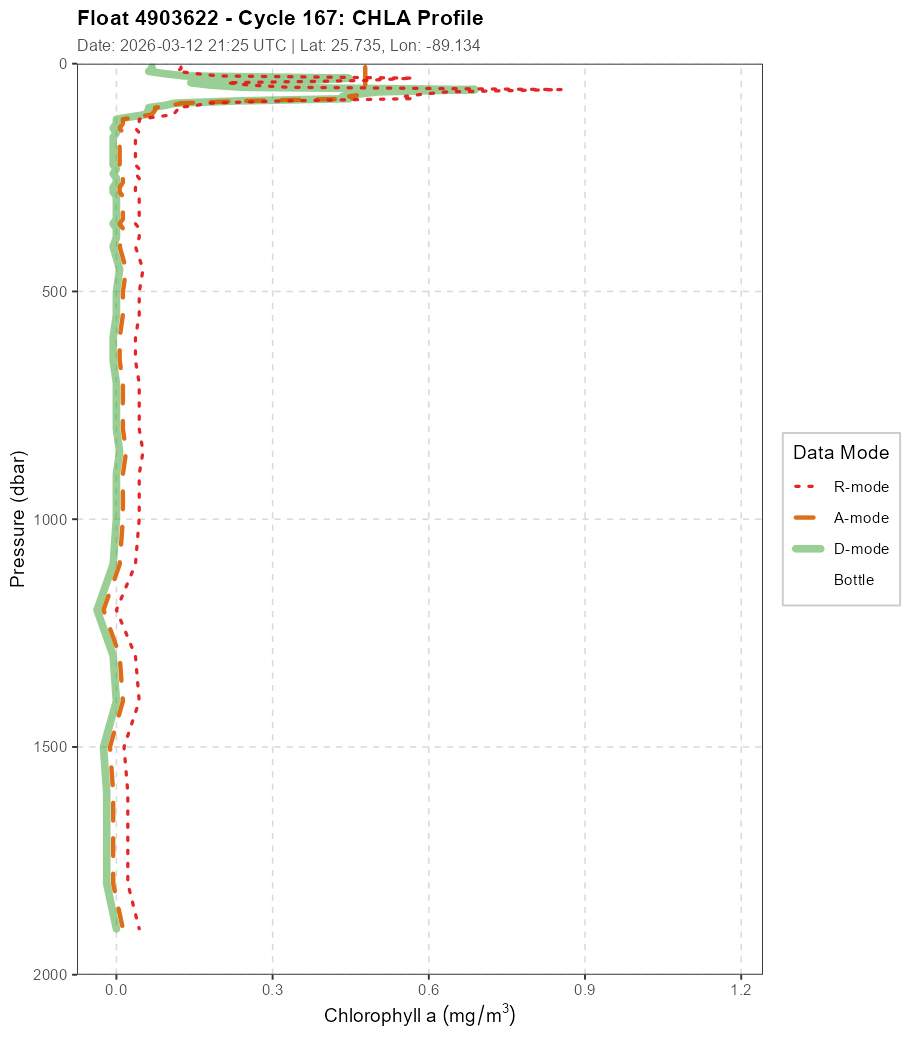 Float 4903622 - Cycle 167: CHLA Profile
Date: 2026-03-12 21:25 UTC | Lat: 25.735, Lon: -89.134
0
500
1000
1500
2000
Pressure (dbar)
0.0 0.3 0.6 0.9 1.2
Chlorophyll a (mg/m³)
Data Mode
R-mode
A-mode
D-mode
Bottle